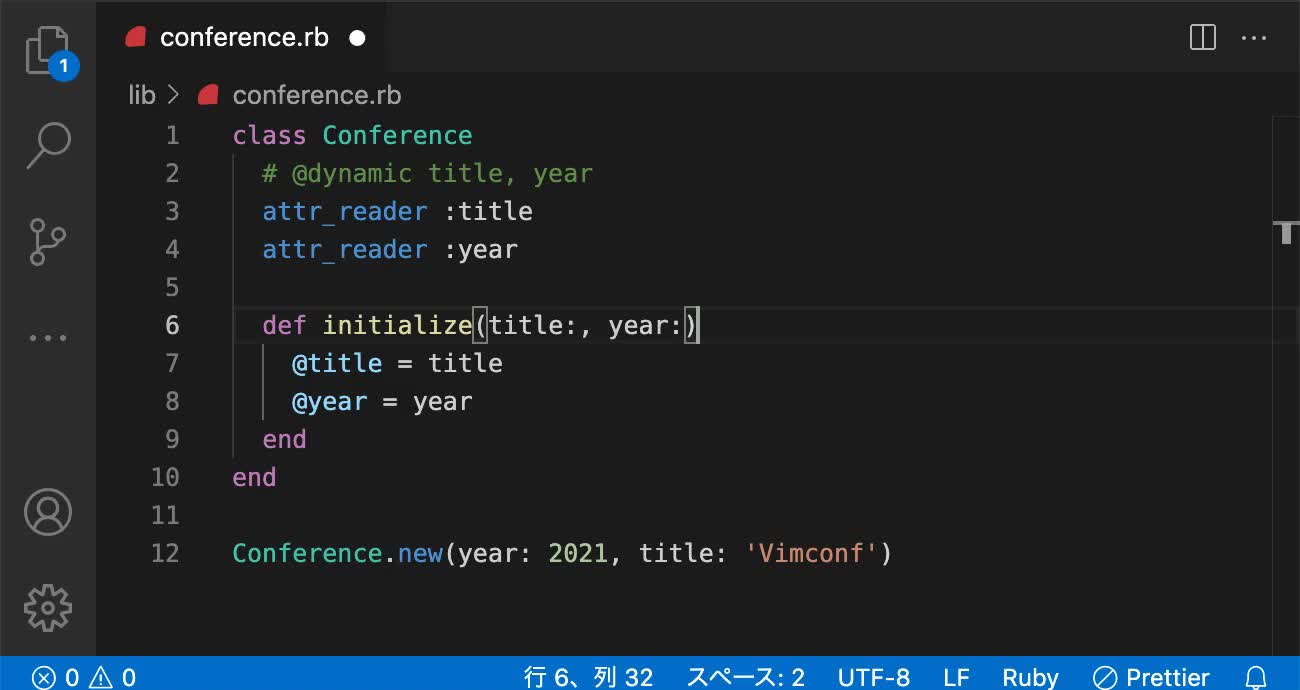 conference.rb
1
lib > conference.rb
1 class Conference
2 # @dynamic title, year
3 attr_reader :title
4 attr_reader :year
5
6 def initialize(title:, year:)
7 @title = title
8 @year = year
9 end
10 end
11
12 Conference.new(year: 2021, title: 'Vimconf')
0 0 行 6、列 32 スペース: 2 UTF-8 LF Ruby Prettier